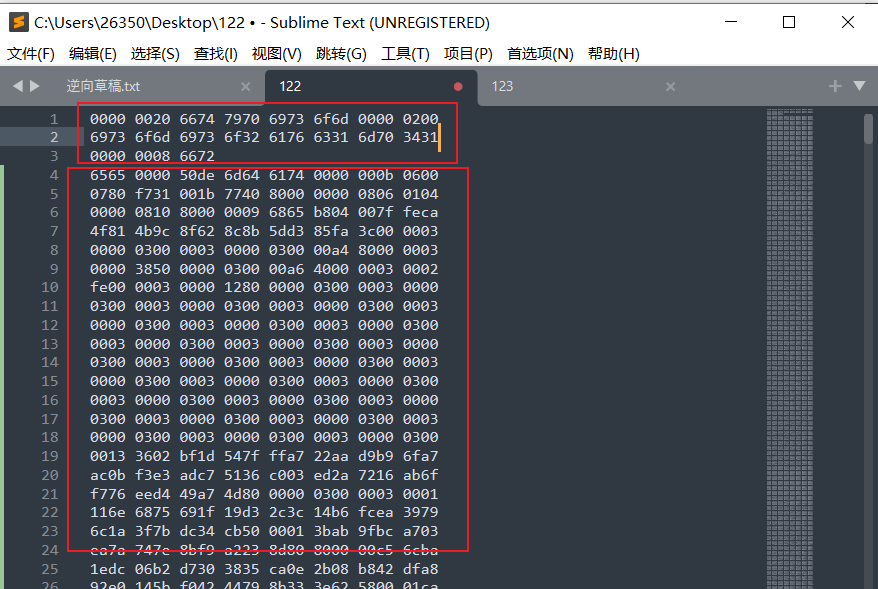 C:\Users\26350\Desktop\122 • - Sublime Text (UNREGISTERED)
文件(F) 编辑(E) 选择(S) 查找(I) 视图(V) 跳转(G) 工具(T) 项目(P) 首选项(N) 帮助(H)
逆向草稿.txt 122 123
1 0000 0020 6674 7970 6973 6f6d 0000 0200
2 6973 6f6d 6973 6f32 6176 6331 6d70 3431
3 0000 0008 6672
4 6565 0000 50de 6d64 6174 0000 000b 0600
5 0780 f731 001b 7740 8000 0000 0806 0104
6 0000 0810 8000 0009 6865 b804 007f feca
7 4f81 4b9c 8f62 8c8b 5dd3 85fa 3c00 0003
8 0000 0300 0003 0000 0300 00a4 8000 0003
9 0000 3850 0000 0300 00a6 4000 0003 0002
10 fe00 0003 0000 1280 0000 0300 0003 0000
11 0300 0003 0000 0300 0003 0000 0300 0003
12 0000 0300 0003 0000 0300 0003 0000 0300
13 0003 0000 0300 0003 0000 0300 0003 0000
14 0300 0003 0000 0300 0003 0000 0300 0003
15 0000 0300 0003 0000 0300 0003 0000 0300
16 0003 0000 0300 0003 0000 0300 0003 0000
17 0300 0003 0000 0300 0003 0000 0300 0003
18 0000 0300 0003 0000 0300 0003 0000 0300
19 0013 3602 bf1d 547f ffa7 22aa d9b9 6fa7
20 ac0b f3e3 adc7 5136 c003 ed2a 7216 ab6f
21 f776 eed4 49a7 4d80 0000 0300 0003 0001
22 116e 6875 691f 19d3 2c3c 14b6 fcea 3979
23 6c1a 3f7b dc34 cb50 0001 3bab 9fbc a703
24 ea7a 747e 8bf9 a223 8d80 8000 00c5 6cba
25 1edc 06b2 d730 3835 ca0e 2b08 b842 dfa8
26 92e0 145b f042 4479 8b33 3e62 5800 01ca